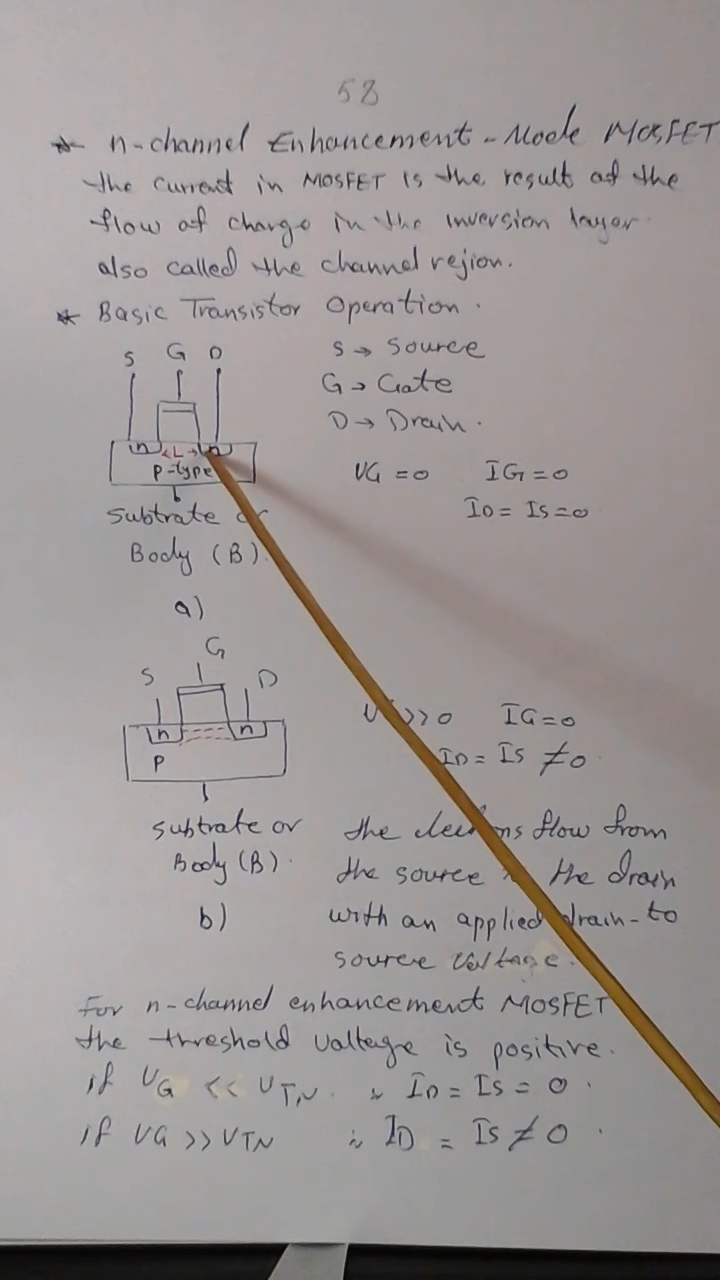 58
* n-channel Enhancement-Mode MOSFET
the current in MOSFET is the result of the
flow of charge in the inversion layer
also called the channel rejion.
* Basic Transistor Operation.
S G D
S → Source
G → Gate
D → Drain.
n ←L→ n
P-type
VG = 0 IG = 0
ID = IS = 0
Subtrate or
Body (B).
a)
G
S D
n n
P
>> 0 IG = 0
ID = IS ≠ 0
Subtrate or
Body (B).
b)
the flow from
the source the drain
with an applied drain-to
source voltage.
For n-channel enhancement MOSFET
the threshold voltage is positive.
if VG << VTN ∴ ID = IS = 0.
if VG >> VTN ∴ ID = IS ≠ 0.